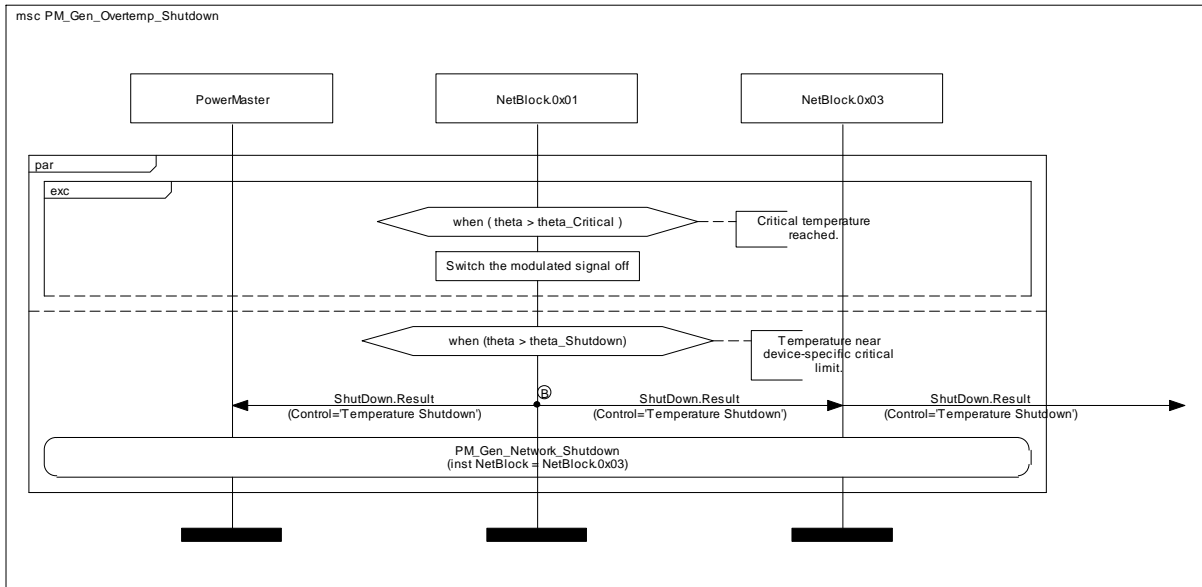 msc PM_Gen_Overtemp_Shutdown
PowerMaster
NetBlock.0x01
NetBlock.0x03
par
exc
when ( theta > theta_Critical )
Critical temperature
reached.
Switch the modulated signal off
when (theta > theta_Shutdown)
Temperature near
device-specific critical
limit.
B
ShutDown.Result
(Control='Temperature Shutdown')
ShutDown.Result
(Control='Temperature Shutdown')
ShutDown.Result
(Control='Temperature Shutdown')
PM_Gen_Network_Shutdown
(inst NetBlock = NetBlock.0x03)